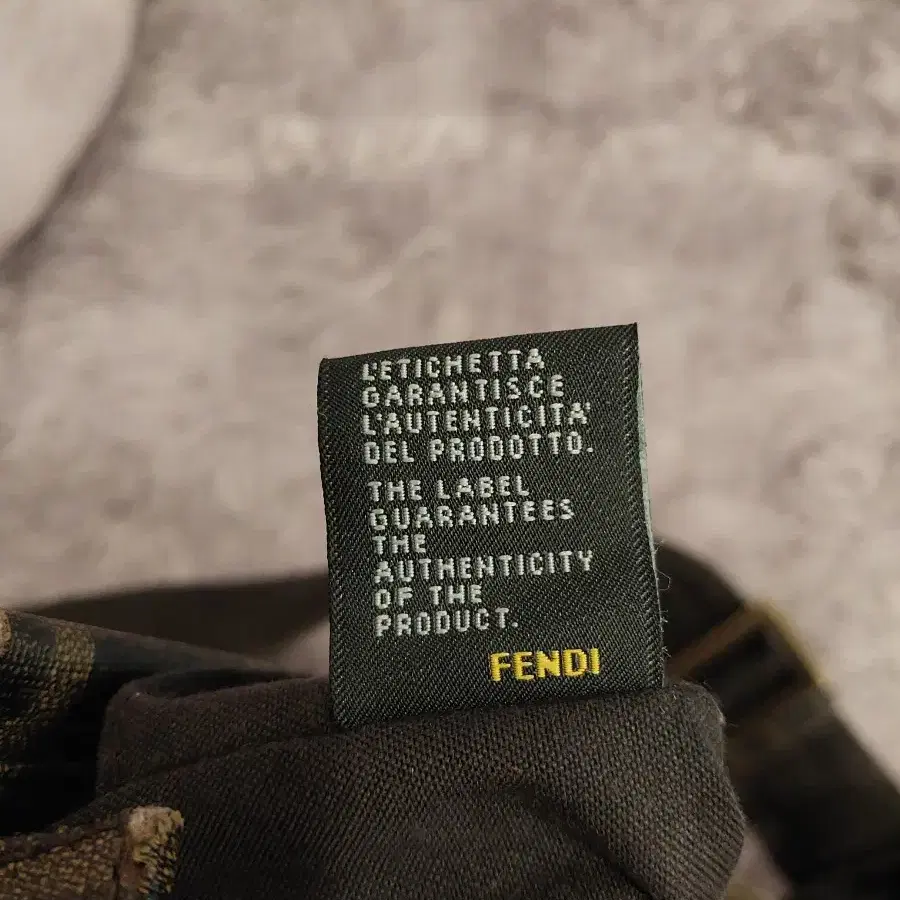 L'ETICHETTA
GARANTISCE
L'AUTENTICITA'
DEL PRODOTTO.
THE LABEL
GUARANTEES
THE
AUTHENTICITY
OF THE
PRODUCT.
FENDI